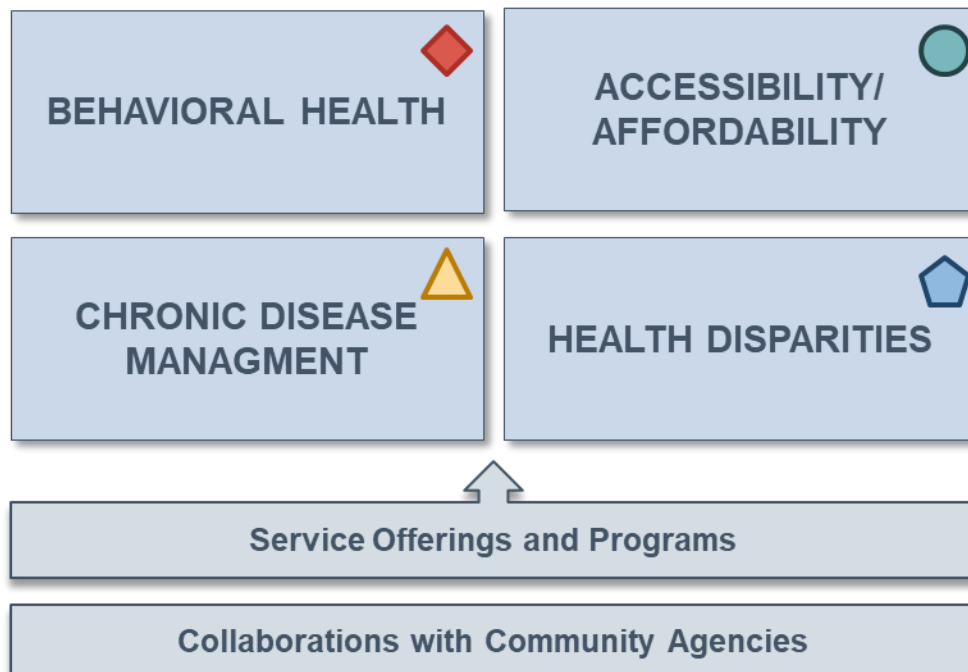 BEHAVIORAL HEALTH
ACCESSIBILITY/
AFFORDABILITY
CHRONIC DISEASE
MANAGMENT
HEALTH DISPARITIES
Service Offerings and Programs
Collaborations with Community Agencies